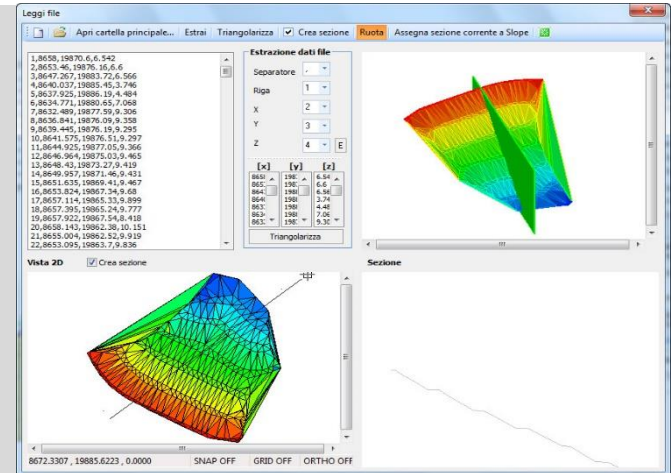 Leggi file
Apri cartella principale... Estrai Triangolarizza Crea sezione Ruota Assegna sezione corrente a Slope
1,8658,19870.6,6.542
2,8653.46,19876.16,6.6
3,8647.267,19883.72,6.566
4,8640.037,19885.45,3.746
5,8637.925,19886.19,4.484
6,8634.771,19880.65,7.068
7,8632.489,19877.59,9.306
8,8636.841,19876.09,9.358
9,8639.445,19876.19,9.295
10,8641.575,19876.51,9.297
11,8644.925,19877.05,9.366
12,8646.964,19875.03,9.465
13,8648.43,19873.27,9.419
14,8649.957,19871.46,9.431
15,8651.635,19869.41,9.467
16,8653.824,19867.34,9.68
17,8657.114,19865.33,9.899
18,8657.395,19865.24,9.777
19,8657.922,19867.54,8.418
20,8658.143,19862.38,10.151
21,8655.004,19862.52,9.919
22,8653.095,19863.7,9.836
Estrazione dati file
Separatore
Riga 1
X 2
Y 3
Z 4 E
[x] [y] [z]
Triangolarizza
Vista 2D Crea sezione
Sezione
8672.3307 , 19885.6223 , 0.0000 SNAP OFF GRID OFF ORTHO OFF